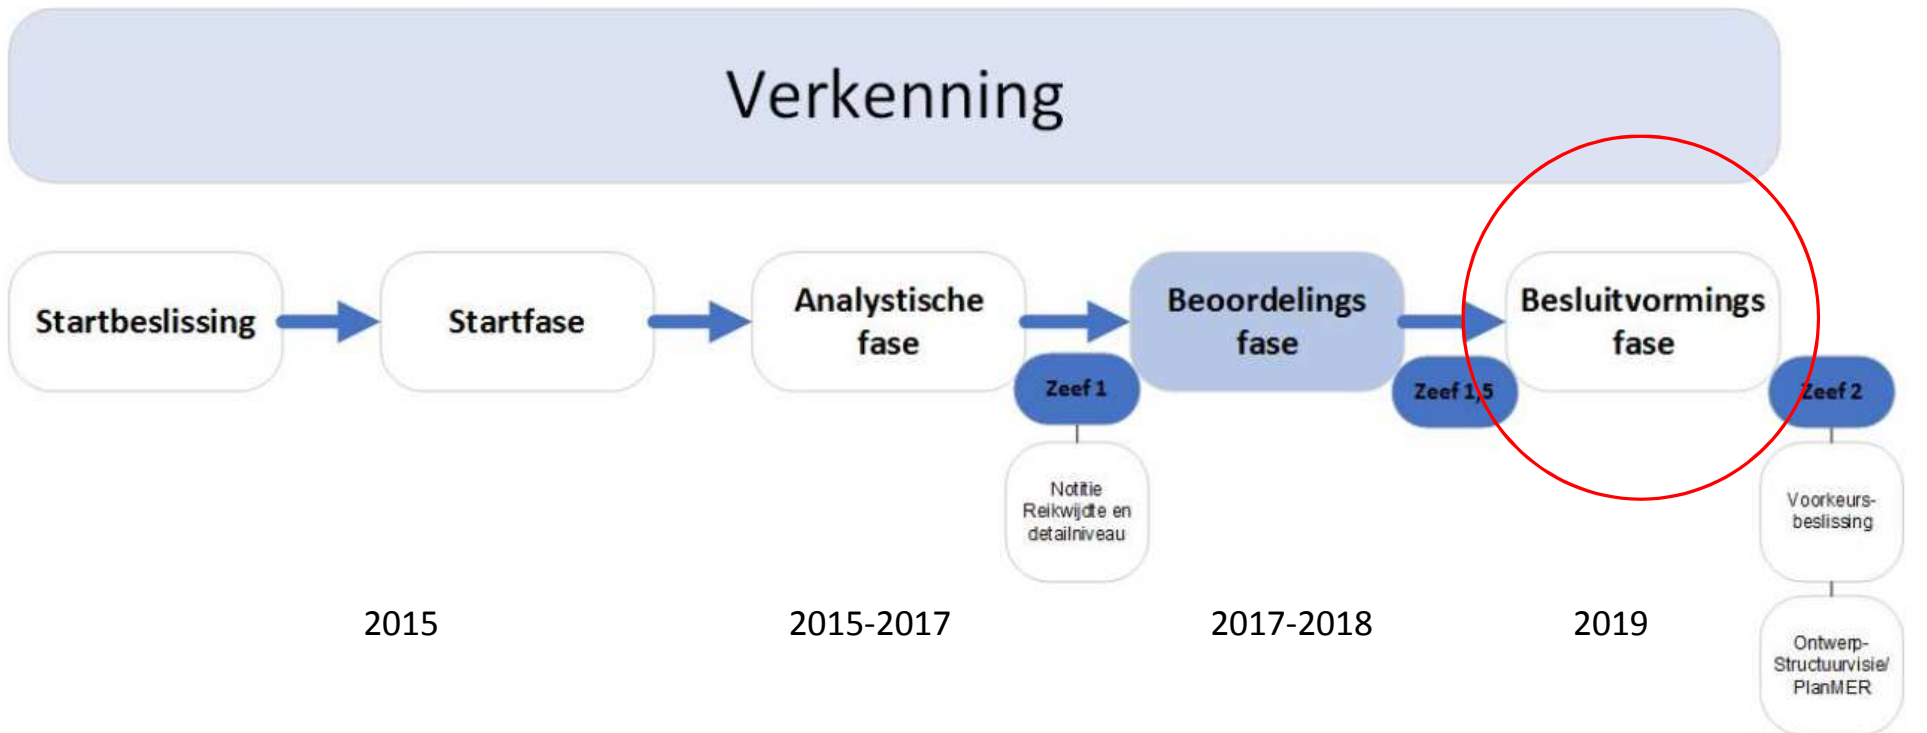 Verkenning
Startbeslissing
Startfase
Analystische
fase
Beoordelings
fase
Besluitvormings
fase
Zeef 1
Zeef 1,5
Zeef 2
Notitie
Reikwijdte en
detailniveau
Voorkeurs-
beslissing
2015
2015-2017
2017-2018
2019
Ontwerp-
Structuurvisie/
PlanMER